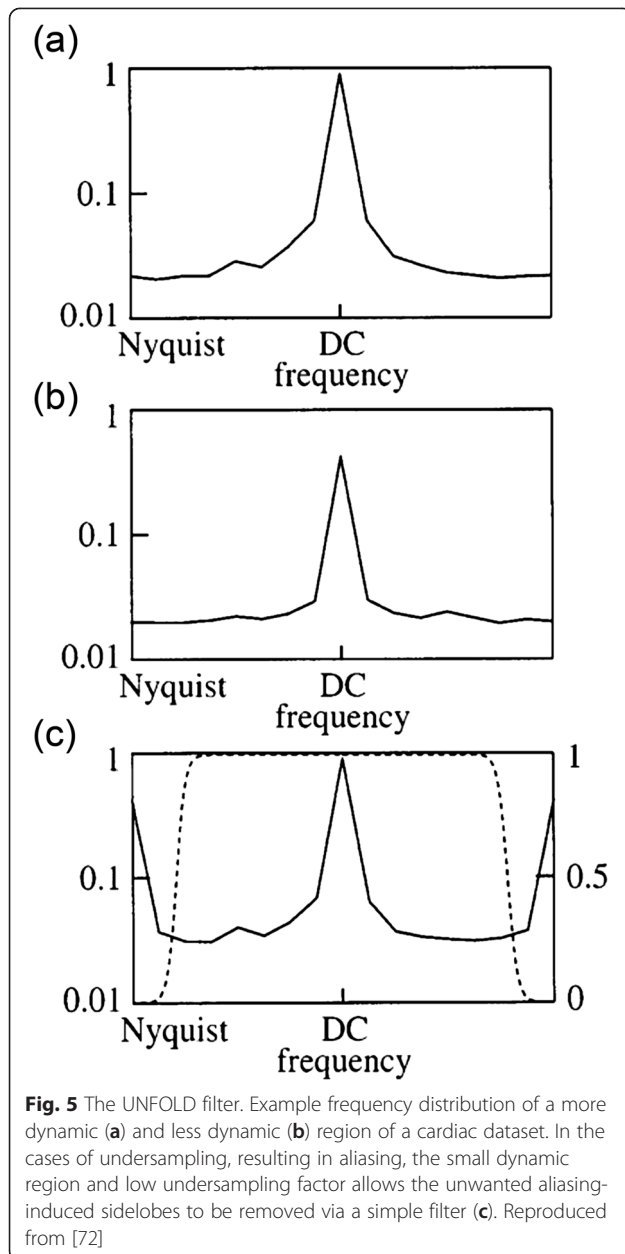 (a)
1
0.1
0.01
Nyquist DC
frequency
(b)
1
0.1
0.01
Nyquist DC
frequency
(c)
1 1
0.1 0.5
0.01 0
Nyquist DC
frequency
Fig. 5 The UNFOLD filter. Example frequency distribution of a more
dynamic (a) and less dynamic (b) region of a cardiac dataset. In the
cases of undersampling, resulting in aliasing, the small dynamic
region and low undersampling factor allows the unwanted aliasing-
induced sidelobes to be removed via a simple filter (c). Reproduced
from [72]